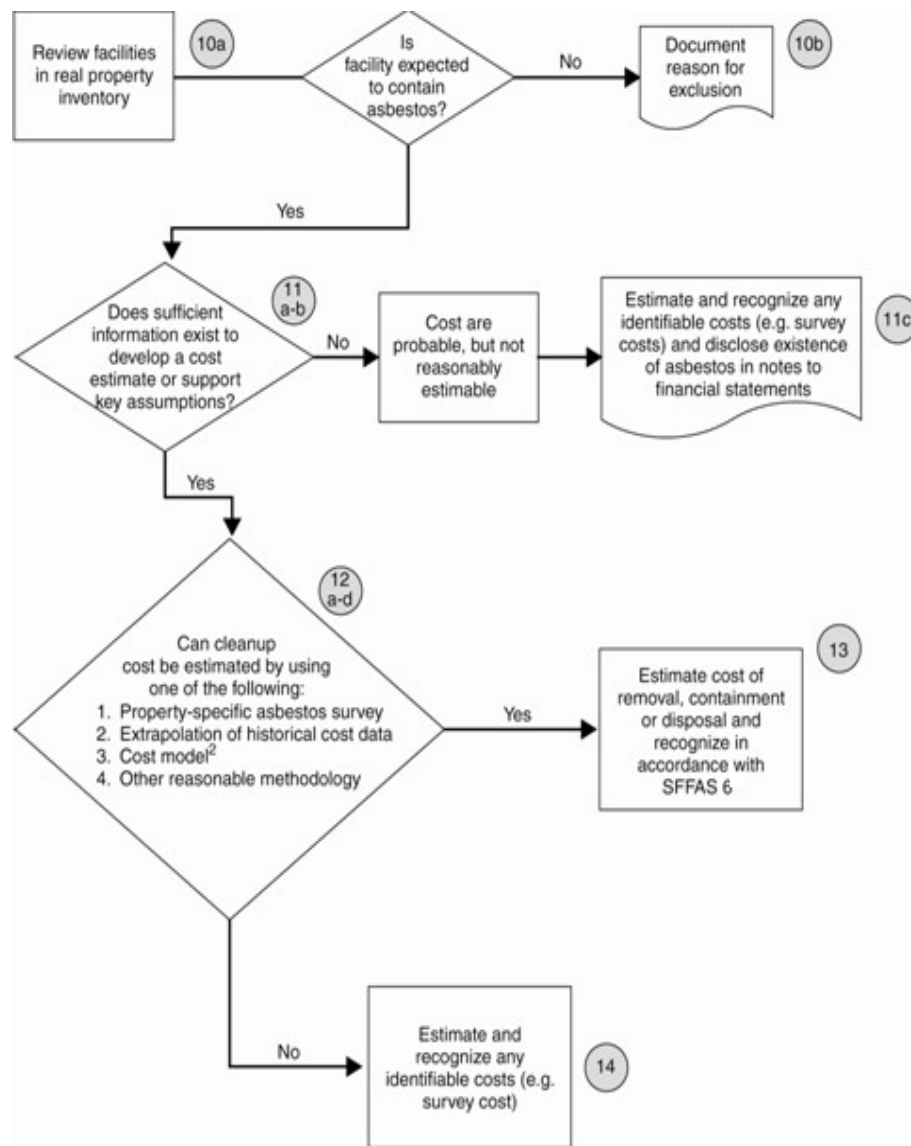 Review facilities
in real property
inventory
10a
Is
facility expected
to contain
asbestos?
No
Document
reason for
exclusion
10b
Yes
Does sufficient
information exist to
develop a cost
estimate or support
key assumptions?
11
a-b
No
Cost are
probable, but not
reasonably
estimable
Estimate and recognize any
identifiable costs (e.g. survey
costs) and disclose existence
of asbestos in notes to
financial statements
11c
Yes
12
a-d
Can cleanup
cost be estimated by using
one of the following:
1. Property-specific asbestos survey
2. Extrapolation of historical cost data
3. Cost model2
4. Other reasonable methodology
Yes
13
Estimate cost of
removal, containment
or disposal and
recognize in
accordance with
SFFAS 6
No
Estimate and
recognize any
identifiable costs (e.g.
survey cost)
14